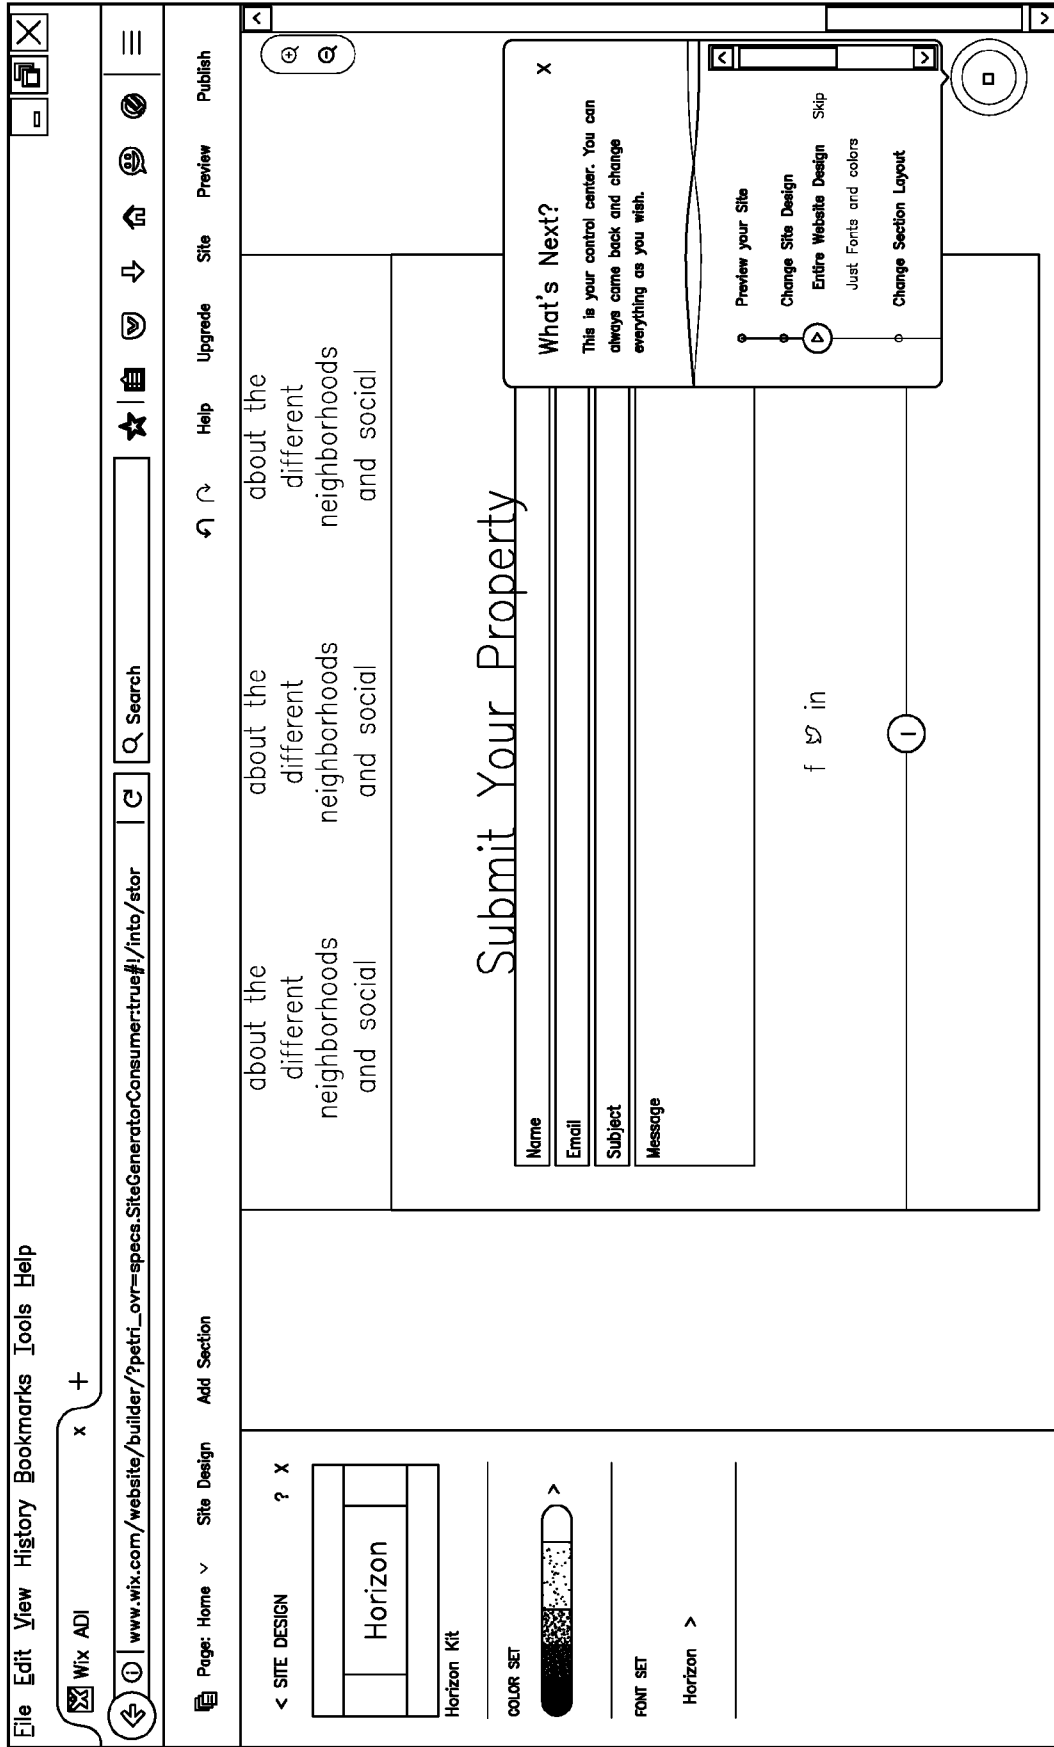 File Edit View History Bookmarks Tools Help
Wix ADI x +
www.wix.com/website/builder/?petri_ovr=specs.SiteGeneratorConsumer:true#!/into/stor
Search
Page: Home Site Design Add Section Help Upgrede Site Preview Publish
< SITE DESIGN ? X
Horizon
Horizon Kit
COLOR SET >
FONT SET
Horizon >
about the
different
neighborhoods
and social
about the
different
neighborhoods
and social
about the
different
neighborhoods
and social
Submit Your Property
Name
Email
Subject
Message
f in
What's Next? X
This is your control center. You can
always come back and change
everything as you wish.
Preview your Site
Change Site Design
Entire Website Design Skip
Just Fonts and colors
Change Section Layout